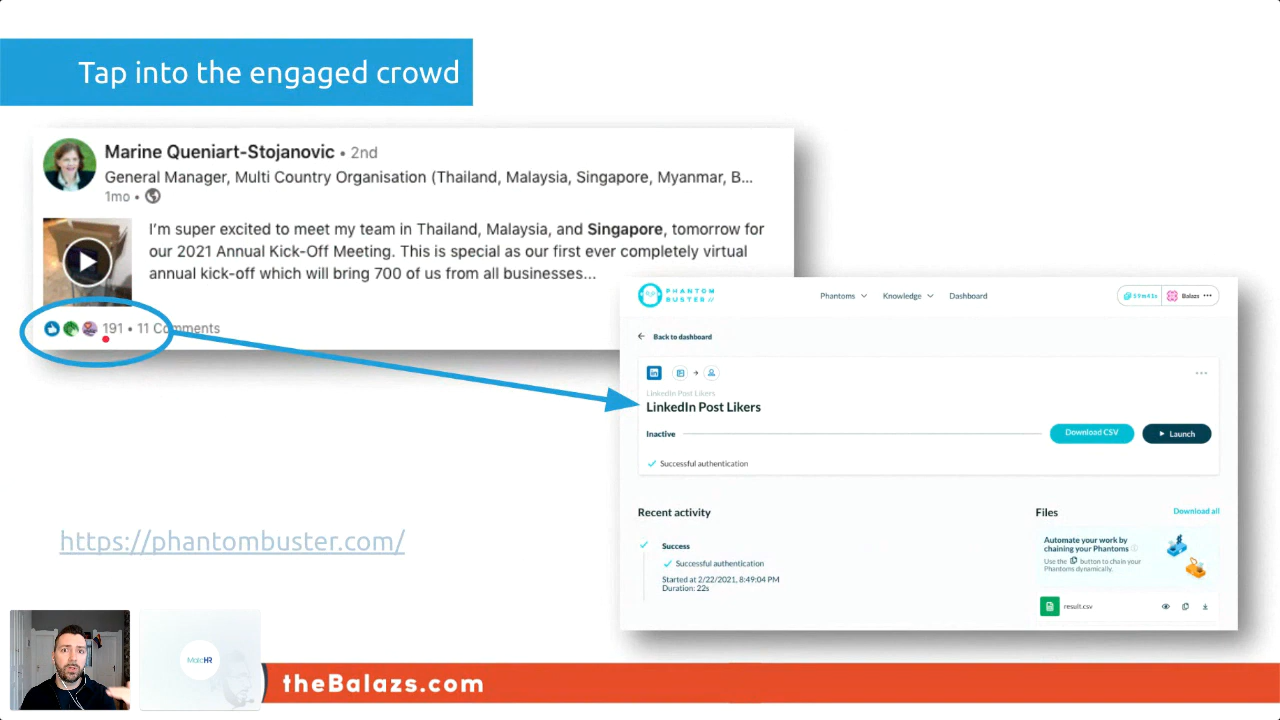 Tap into the engaged crowd
Marine Queniart-Stojanovic • 2nd
General Manager, Multi Country Organisation (Thailand, Malaysia, Singapore, Myanmar, B...
1mo •
I'm super excited to meet my team in Thailand, Malaysia, and Singapore, tomorrow for
our 2021 Annual Kick-Off Meeting. This is special as our first ever completely virtual
annual kick-off which will bring 700 of us from all businesses...
191 • 11 Comments
PHANTOM
BUSTER //
Phantoms
Knowledge
Dashboard
59m43s
Balazs
Back to dashboard
LinkedIn Post Likers
LinkedIn Post Likers
Inactive
Download CSV
Launch
Successful authentication
Recent activity
Success
Successful authentication
Started at 2/22/2021, 8:49:04 PM
Duration: 22s
Files
Download all
Automate your work by
chaining your Phantoms
Use the button to chain your
Phantoms dynamically.
result.csv
https://phantombuster.com/
HR
theBalazs.com